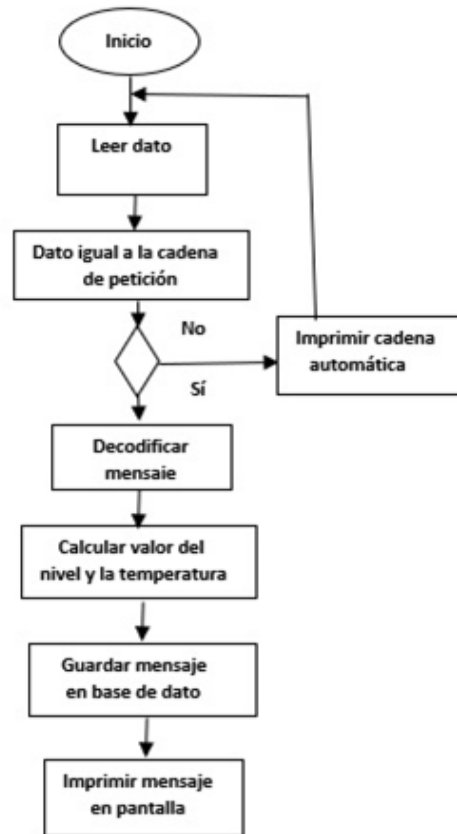 Inicio
Leer dato
Dato igual a la cadena
de petición
No
Imprimir cadena
automática
Sí
Decodificar
mensaie
Calcular valor del
nivel y la temperatura
Guardar mensaje
en base de dato
Imprimir mensaje
en pantalla